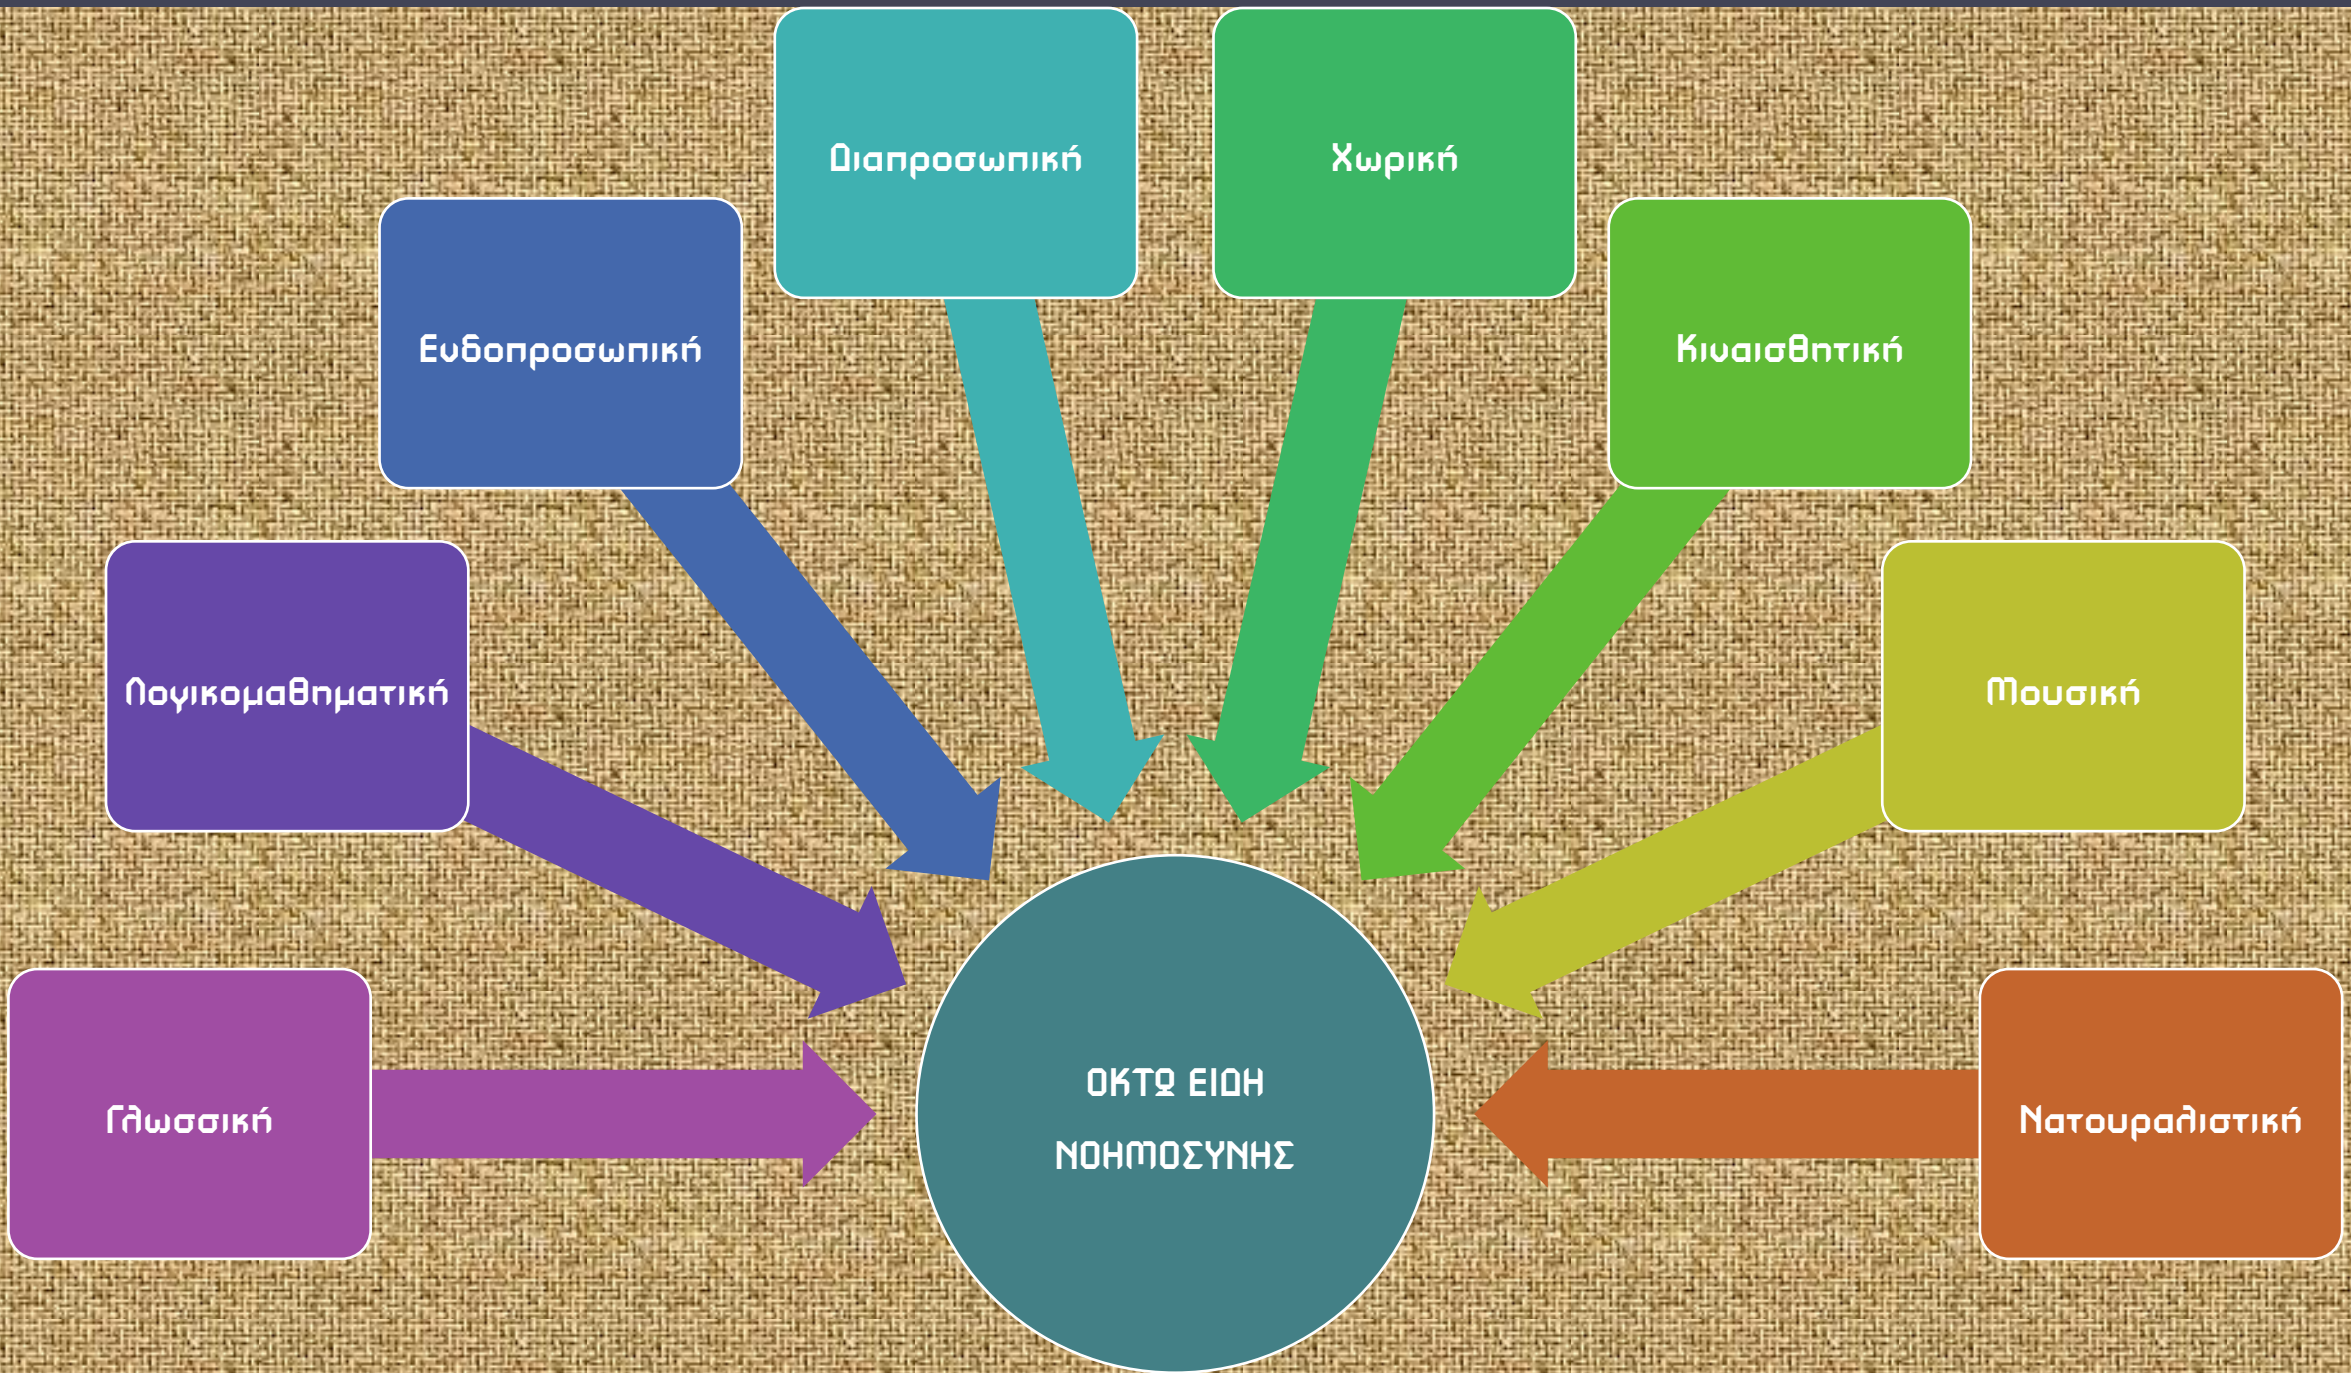 Διαπροσωπική
Χωρική
Ενδοπροσωπική
Κιναισθητική
Λογικομαθηματική
Μουσική
Γλωσσική
ΟΚΤΩ ΕΙΔΗ
ΝΟΗΜΟΣΥΝΗΣ
Νατουραλιστική